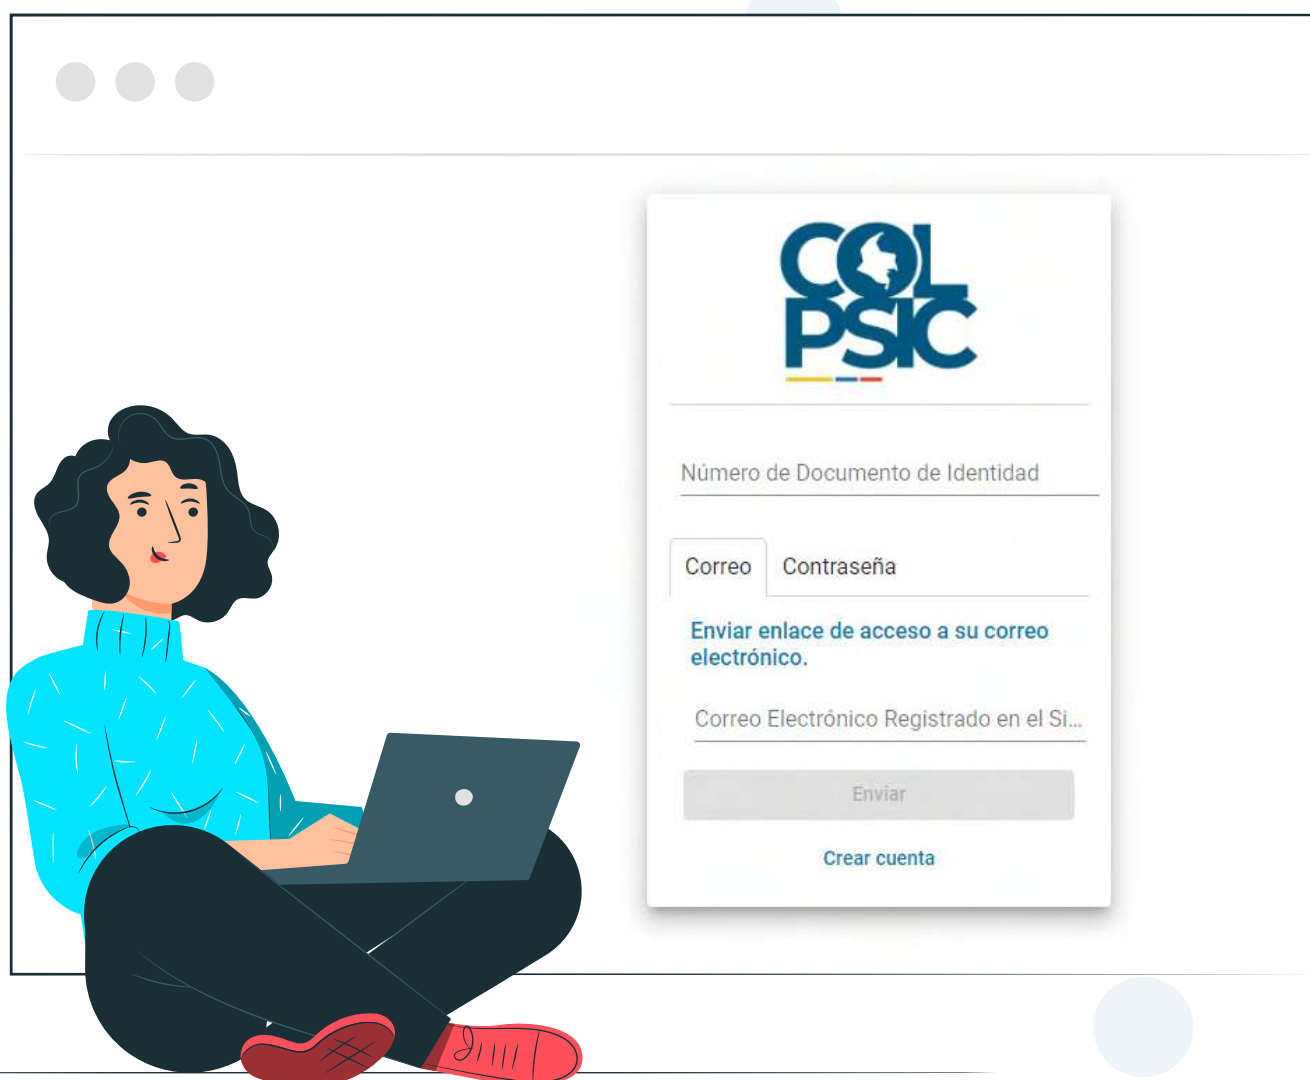 COL
PSIC
Número de Documento de Identidad
Correo Contraseña
Enviar enlace de acceso a su correo
electrónico.
Correo Electrónico Registrado en el Si...
Enviar
Crear cuenta